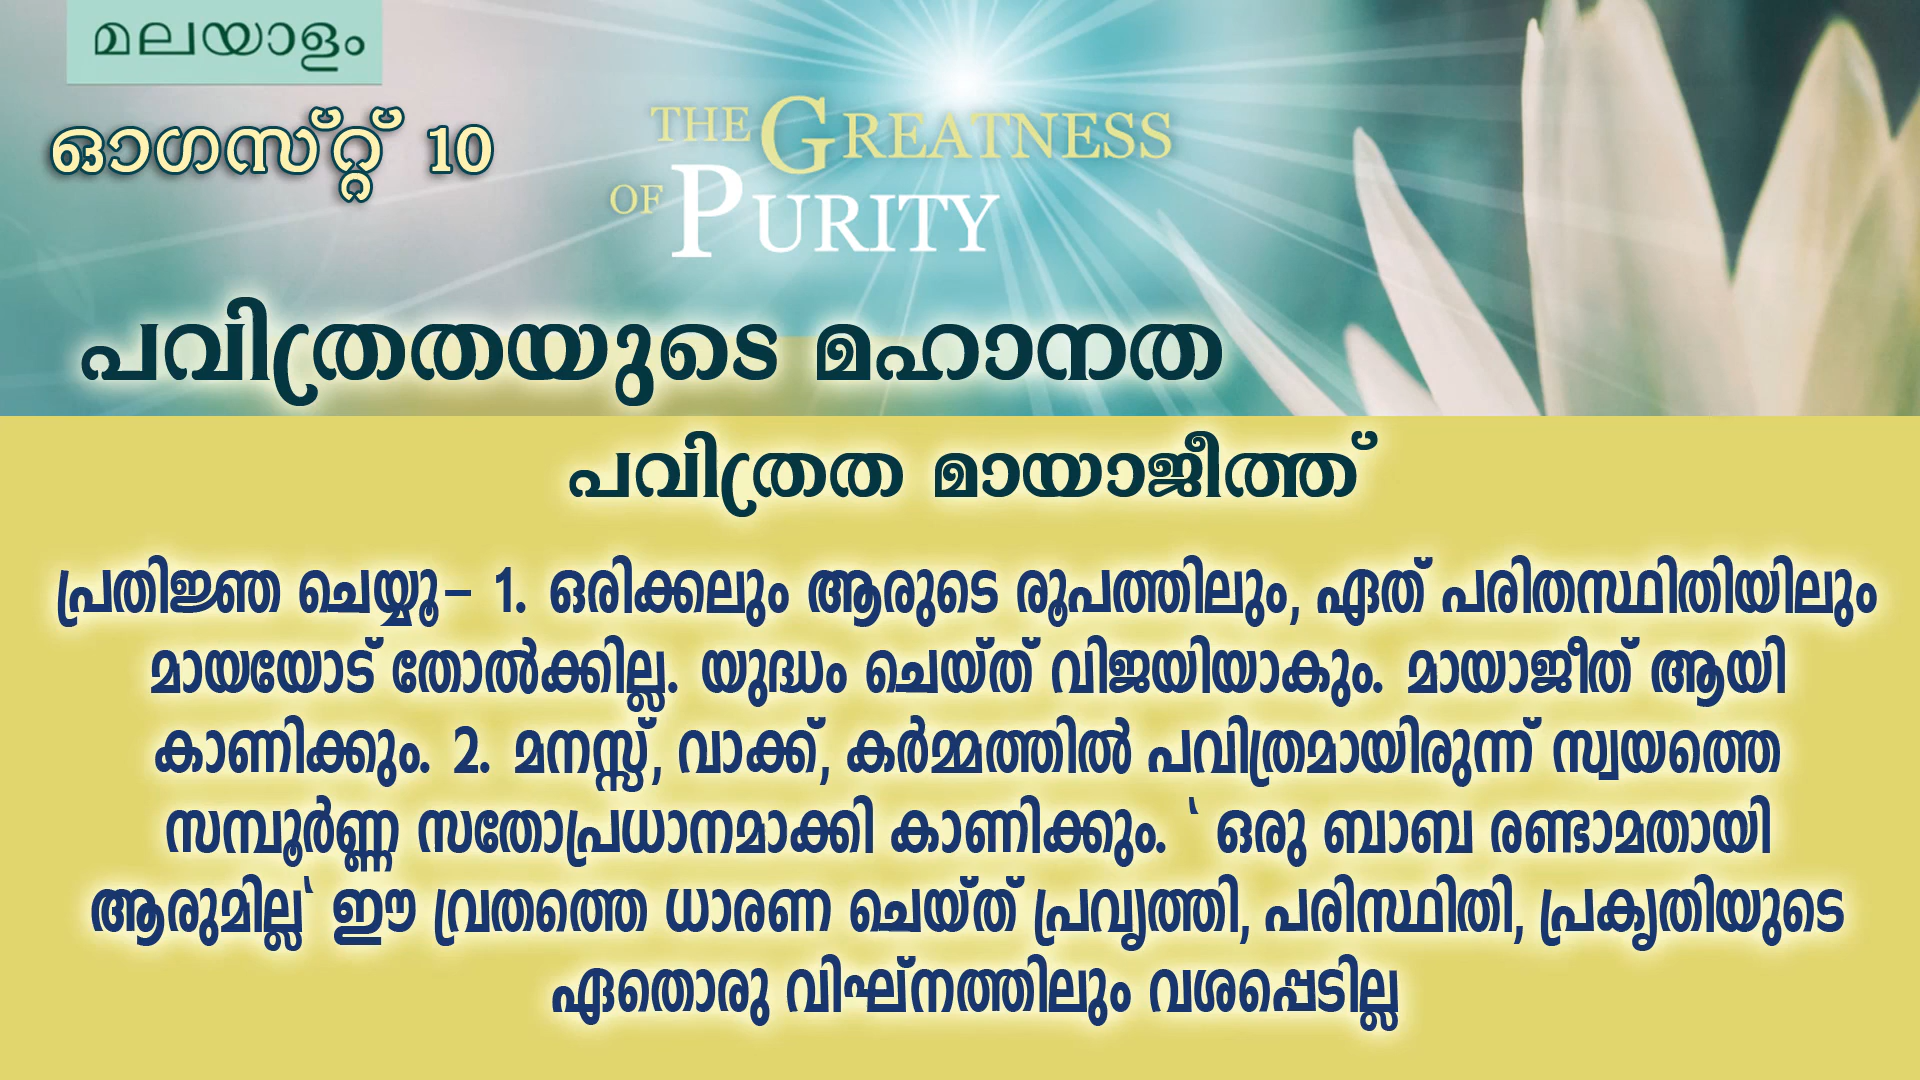 മലയാളം
ഓഗസ്റ്റ് 10
THE GREATNESS
OF PURITY
പവിത്രതയുടെ മഹാനത
പവിത്രത മായാജീത്ത്
പ്രതിജ്ഞ ചെയ്യൂ– 1. ഒരിക്കലും ആരുടെ രൂപത്തിലും, ഏത് പരിതസ്ഥിതിയിലും
മായയോട് തോൽക്കില്ല. യുദ്ധം ചെയ്ത് വിജയിയാകും. മായാജീത് ആയി
കാണിക്കും. 2. മനസ്സ്, വാക്ക്, കർമ്മത്തിൽ പവിത്രമായിരുന്ന് സ്വയത്തെ
സമ്പൂർണ്ണ സതോപ്രധാനമാക്കി കാണിക്കും. ‛ ഒരു ബാബ രണ്ടാമതായി
ആരുമില്ല‛ ഈ വ്രതത്തെ ധാരണ ചെയ്ത് പ്രവൃത്തി, പരിസ്ഥിതി, പ്രകൃതിയുടെ
ഏതൊരു വിഘ്നത്തിലും വശപ്പെടില്ല